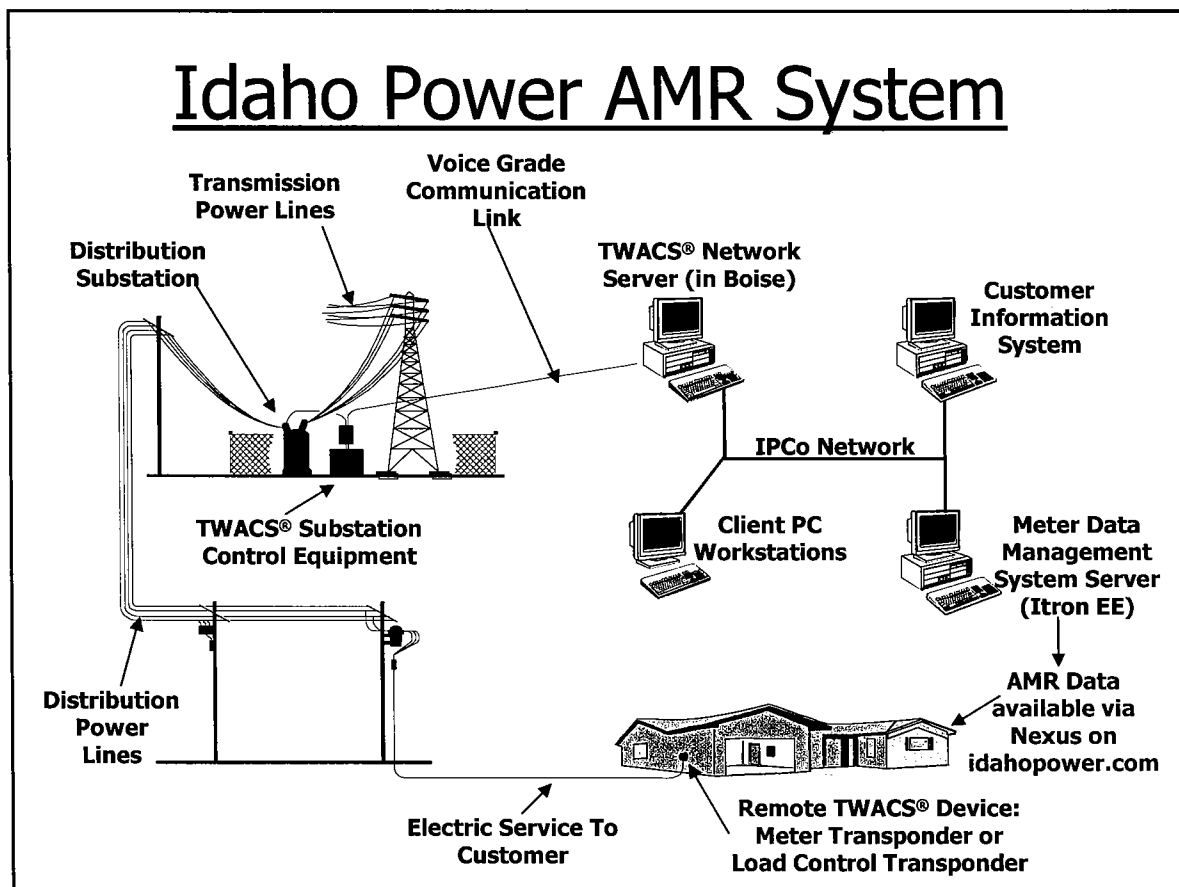 Idaho Power AMR System
Voice Grade
Communication
Link
Transmission
Power Lines
Distribution
Substation
TWACS® Network
Server (in Boise)
Customer
Information
System
IPCo Network
TWACS® Substation
Control Equipment
Client PC
Workstations
Meter Data
Management
System Server
(Itron EE)
Distribution
Power
Lines
AMR Data
available via
Nexus on
idahopower.com
Electric Service To
Customer
Remote TWACS® Device:
Meter Transponder or
Load Control Transponder